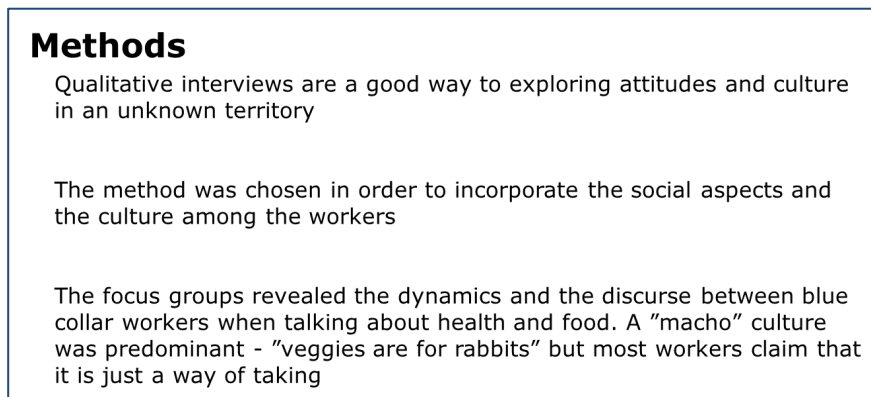 Methods
Qualitative interviews are a good way to exploring attitudes and culture
in an unknown territory
The method was chosen in order to incorporate the social aspects and
the culture among the workers
The focus groups revealed the dynamics and the discurse between blue
collar workers when talking about health and food. A ”macho” culture
was predominant - ”veggies are for rabbits” but most workers claim that
it is just a way of taking